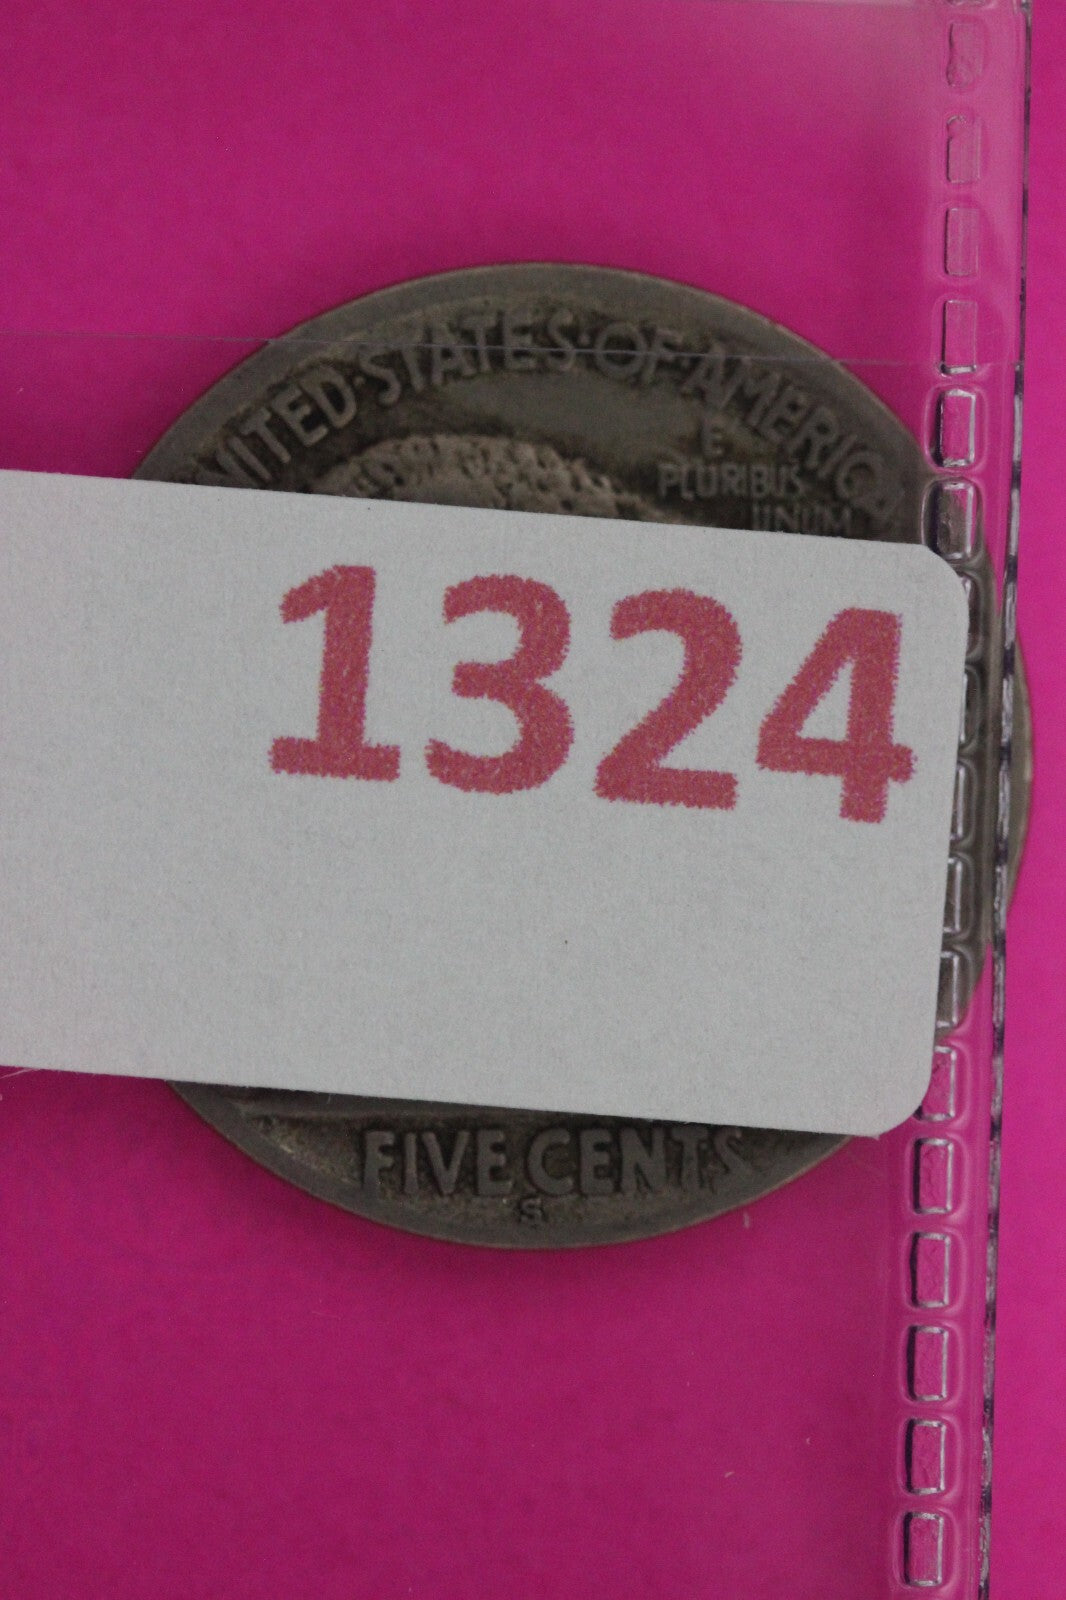 UNITED·STATES·OF·AMERICA
E
PLURIBUS
UNUM
1324
FIVE CENTS
S